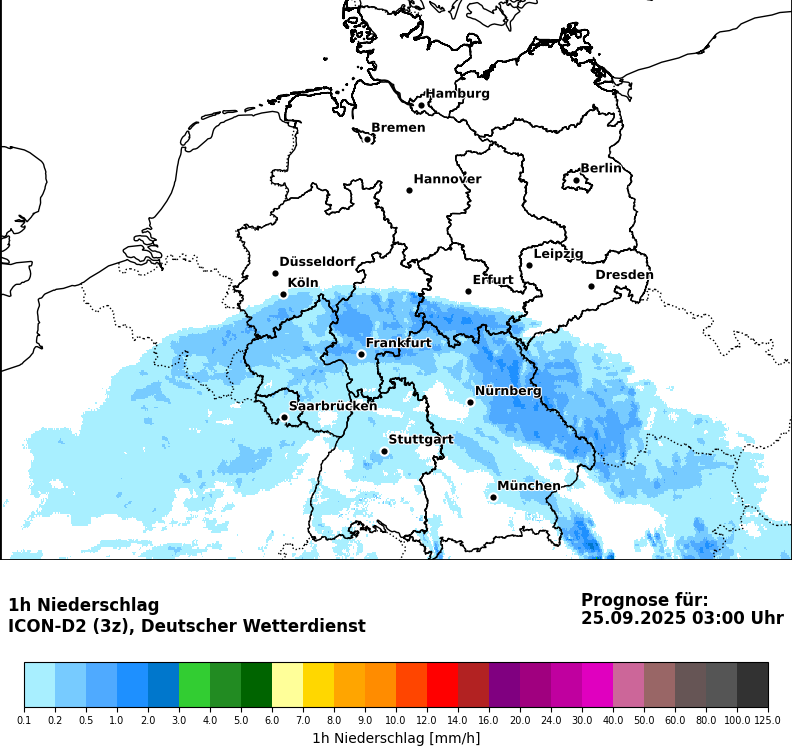 Hamburg
Bremen
Berlin
Hannover
Leipzig
Düsseldorf
Dresden
Köln
Erfurt
Frankfurt
Nürnberg
Saarbrücken
Stuttgart
München
1h Niederschlag
ICON-D2 (3z), Deutscher Wetterdienst
Prognose für:
25.09.2025 03:00 Uhr
0.1 0.2 0.5 1.0 2.0 3.0 4.0 5.0 6.0 7.0 8.0 9.0 10.0 12.0 14.0 16.0 20.0 24.0 30.0 40.0 50.0 60.0 80.0 100.0 125.0
1h Niederschlag [mm/h]